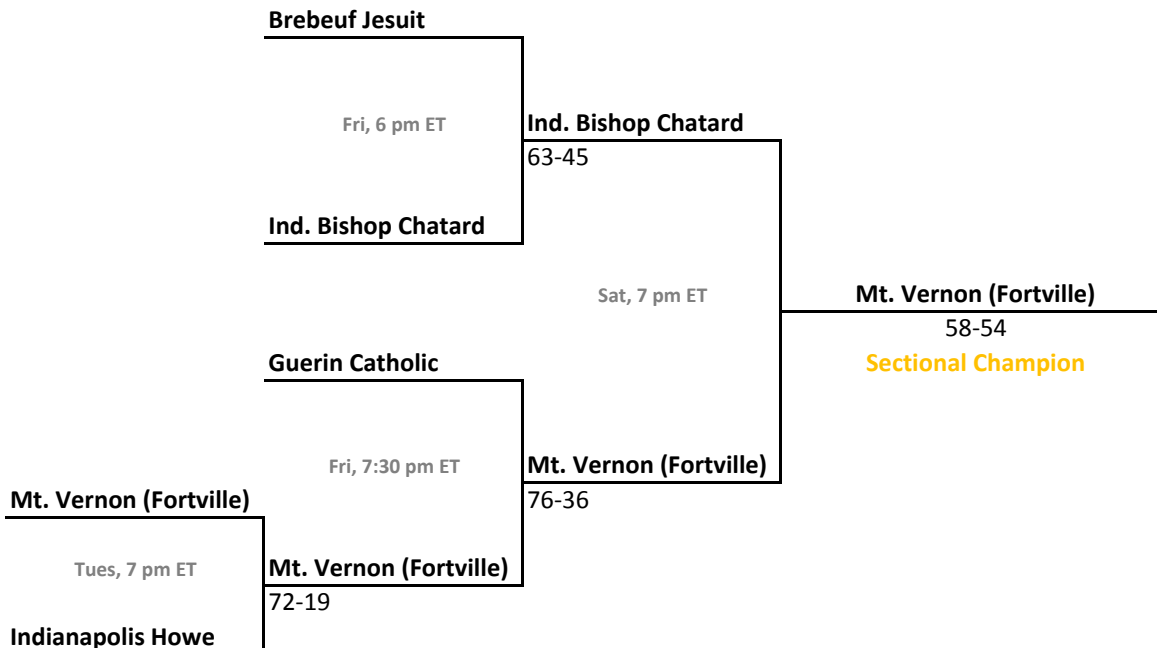 Brebeuf Jesuit
Fri, 6 pm ET
Ind. Bishop Chatard
63-45
Ind. Bishop Chatard
Sat, 7 pm ET
Mt. Vernon (Fortville)
58-54
Sectional Champion
Guerin Catholic
Fri, 7:30 pm ET
Mt. Vernon (Fortville)
76-36
Mt. Vernon (Fortville)
Tues, 7 pm ET
Mt. Vernon (Fortville)
72-19
Indianapolis Howe